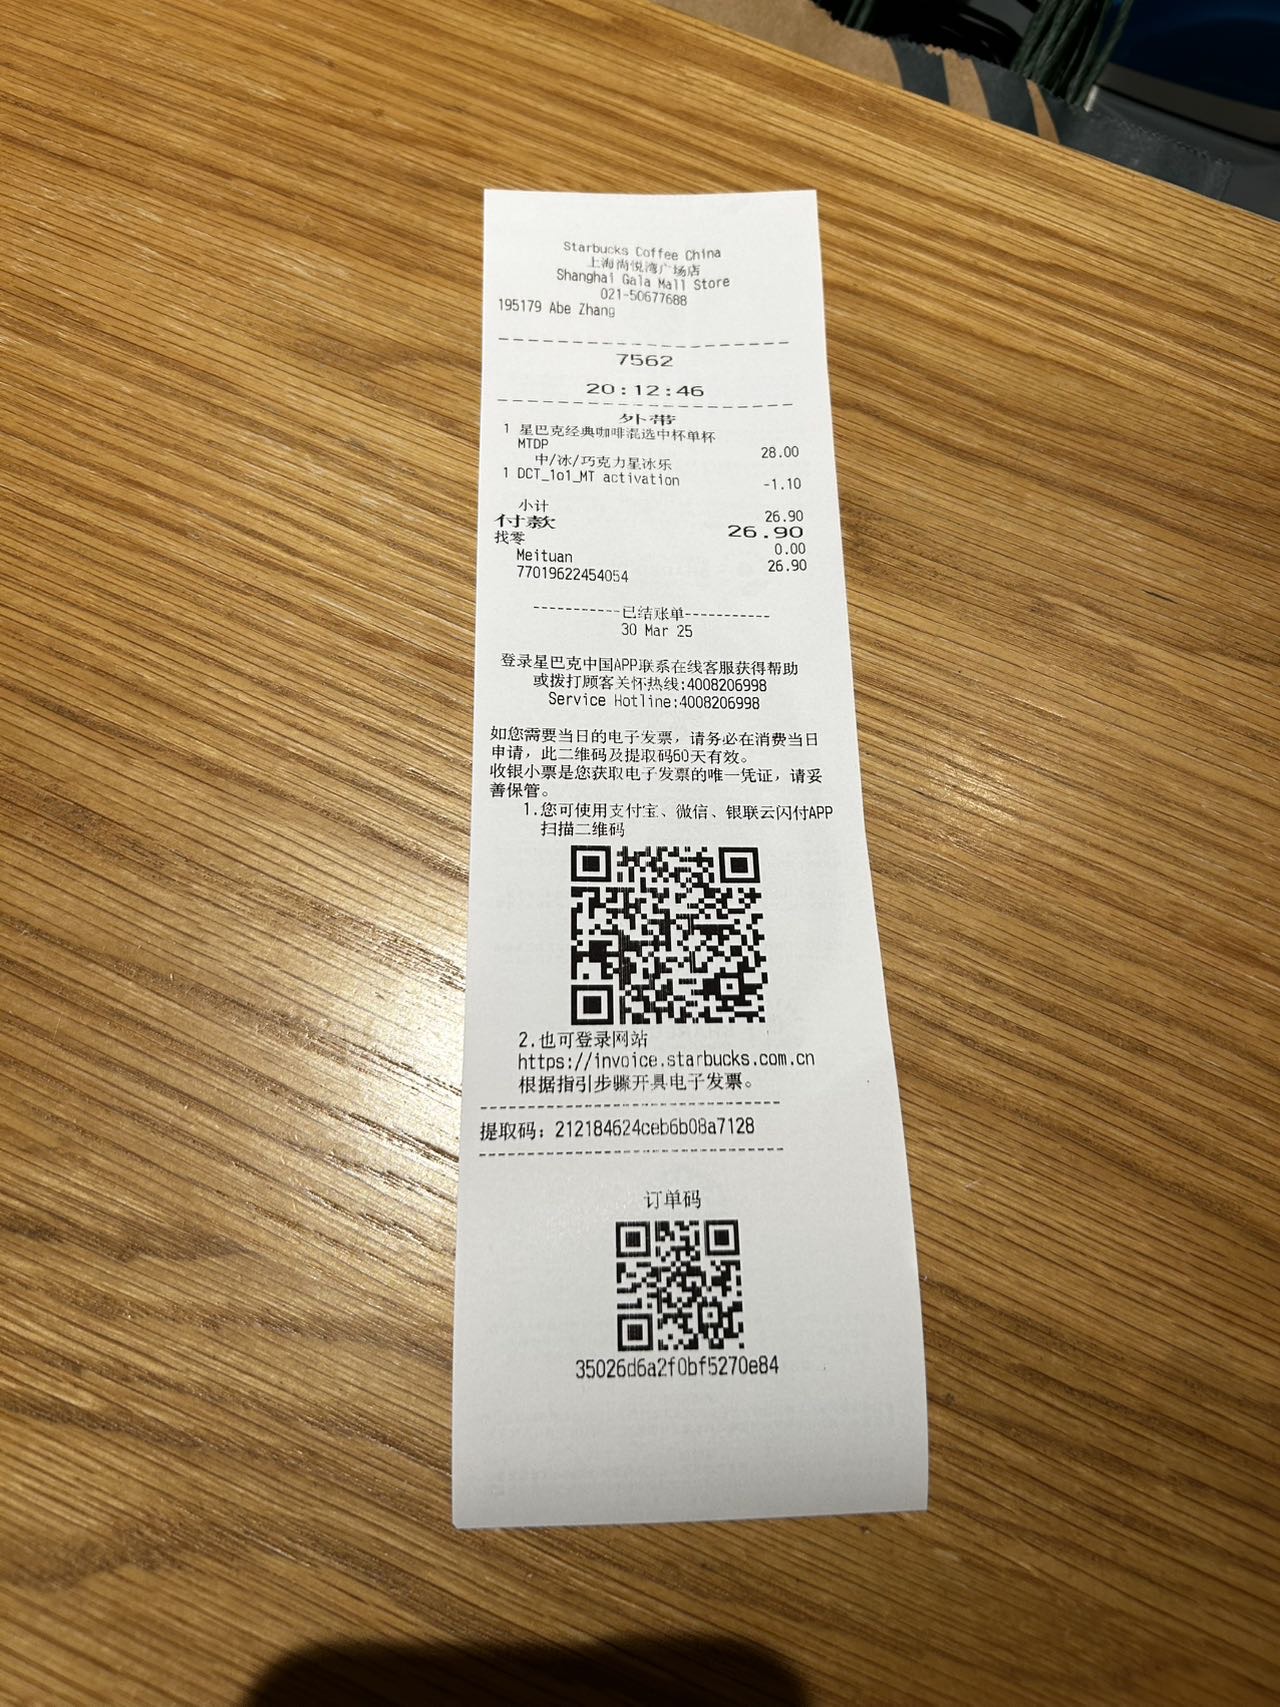 Starbucks Coffee China
上海尚悦湾广场店
Shanghai Gala Mall Store
021-50677688
195179 Abe Zhang
7562
20:12:46
外带
1 星巴克经典咖啡混选中杯单杯
MTDP 28.00
中/冰/巧克力星冰乐
1 DCT_1o1_MT activation -1.10
小计 26.90
付款 26.90
找零 0.00
Meituan 26.90
77019622454054
-----------已结账单-----------
30 Mar 25
登录星巴克中国APP联系在线客服获得帮助
或拨打顾客关怀热线:4008206998
Service Hotline:4008206998
如您需要当日的电子发票，请务必在消费当日
申请，此二维码及提取码60天有效。
收银小票是您获取电子发票的唯一凭证，请妥
善保管。
1.您可使用支付宝、微信、银联云闪付APP
扫描二维码
2.也可登录网站
https://invoice.starbucks.com.cn
根据指引步骤开具电子发票。
提取码：212184624ceb6b08a7128
订单码
35026d6a2f0bf5270e84